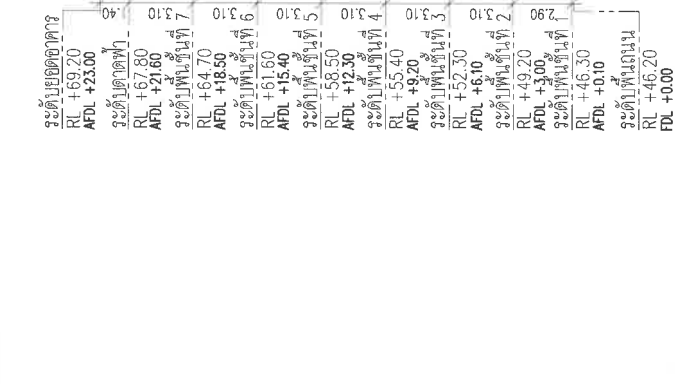 ระดับยอดอาคาร
RL +69.20
AFDL +23.00
.40
ระดับดาดฟ้า
RL +67.80
AFDL +21.60
3.10
ระดับพื้นชั้นที่ 7
RL +64.70
AFDL +18.50
3.10
ระดับพื้นชั้นที่ 6
RL +61.60
AFDL +15.40
3.10
ระดับพื้นชั้นที่ 5
RL +58.50
AFDL +12.30
3.10
ระดับพื้นชั้นที่ 4
RL +55.40
AFDL +9.20
3.10
ระดับพื้นชั้นที่ 3
RL +52.30
AFDL +6.10
3.10
ระดับพื้นชั้นที่ 2
RL +49.20
AFDL +3.00
2.90
ระดับพื้นชั้นที่ 1
RL +46.30
AFDL +0.10
ระดับพื้นถนน
RL +46.20
FDL +0.00